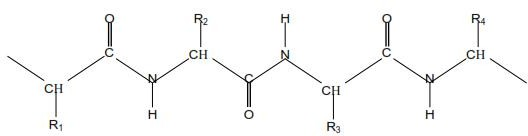 O R2 H O R4
C N C
CH CH
N C CH N
CH
H O H
R1 R3